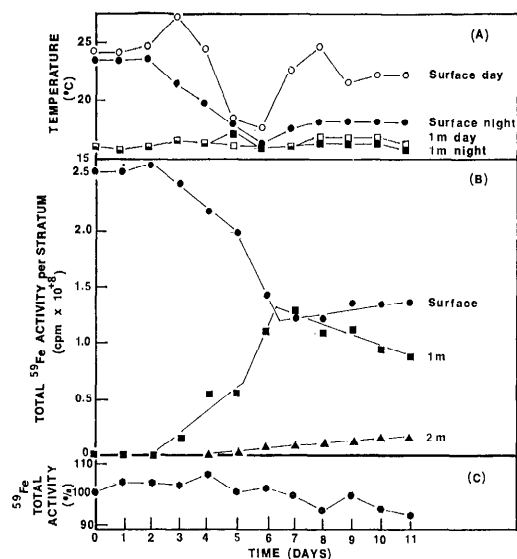 (A)
TEMPERATURE
(°C)
25
20
15
Surface day
Surface night
1m day
1m night
(B)
TOTAL 59Fe ACTIVITY per STRATUM
(cpm x 10+8)
2.5
2.0
1.5
1.0
0.5
0
Surface
1m
2m
(C)
59Fe
TOTAL
ACTIVITY
(%)
110
100
90
0 1 2 3 4 5 6 7 8 9 10 11
TIME (DAYS)